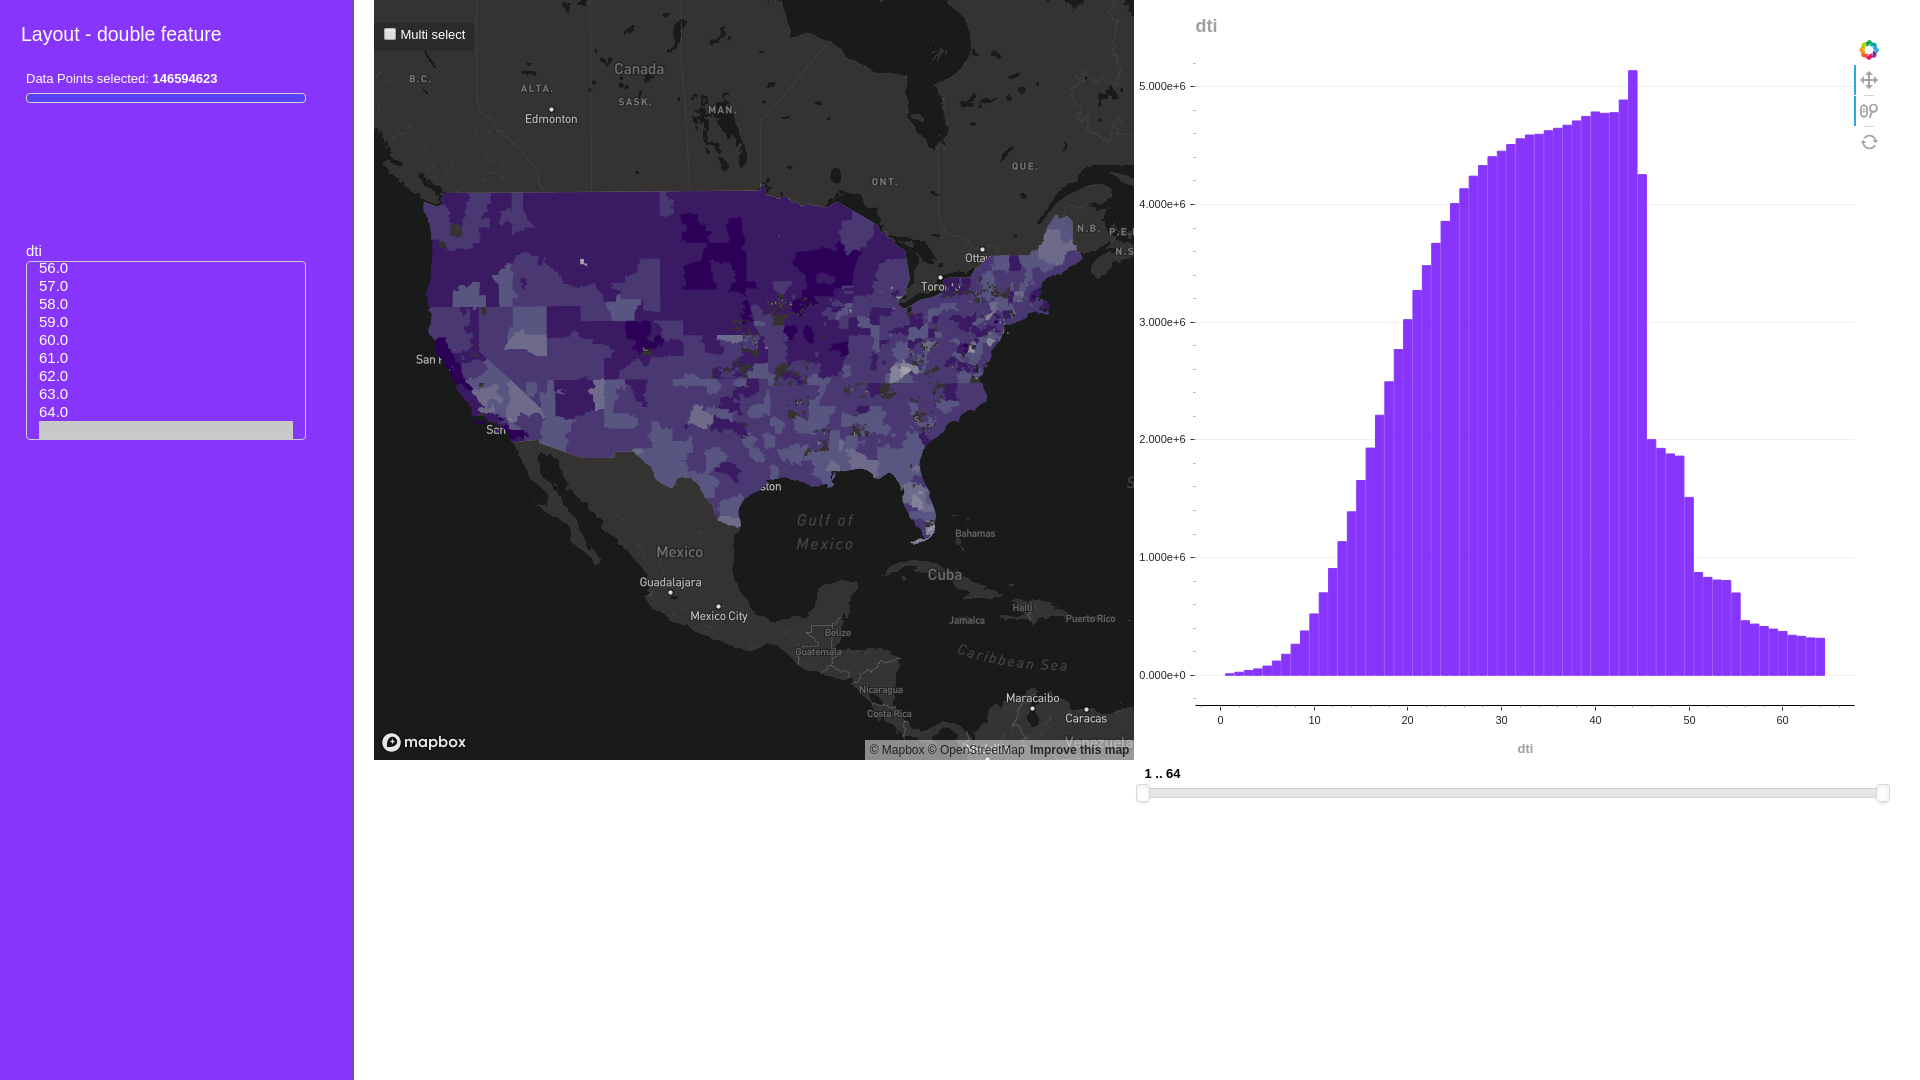 Layout - double feature
Data Points selected: 146594623
dti
56.0
57.0
58.0
59.0
60.0
61.0
62.0
63.0
64.0
Multi select
Canada
B.C.
ALTA.
SASK.
MAN.
Edmonton
QUE.
ONT.
N.B.
P.E.I
N.S
Ottaw
Toro
San
San
ston
Gulf of
Mexico
Bahamas
Mexico
Cuba
Guadalajara
Haiti
Mexico City
Jamaica
Puerto Rico
Belize
Guatemala
Caribbean Sea
Nicaragua
Maracaibo
Costa Rica
Caracas
mapbox
Venezuela
© Mapbox © OpenStreetMap Improve this map
dti
5.000e+6
4.000e+6
3.000e+6
2.000e+6
1.000e+6
0.000e+0
0 10 20 30 40 50 60
dti
1 .. 64